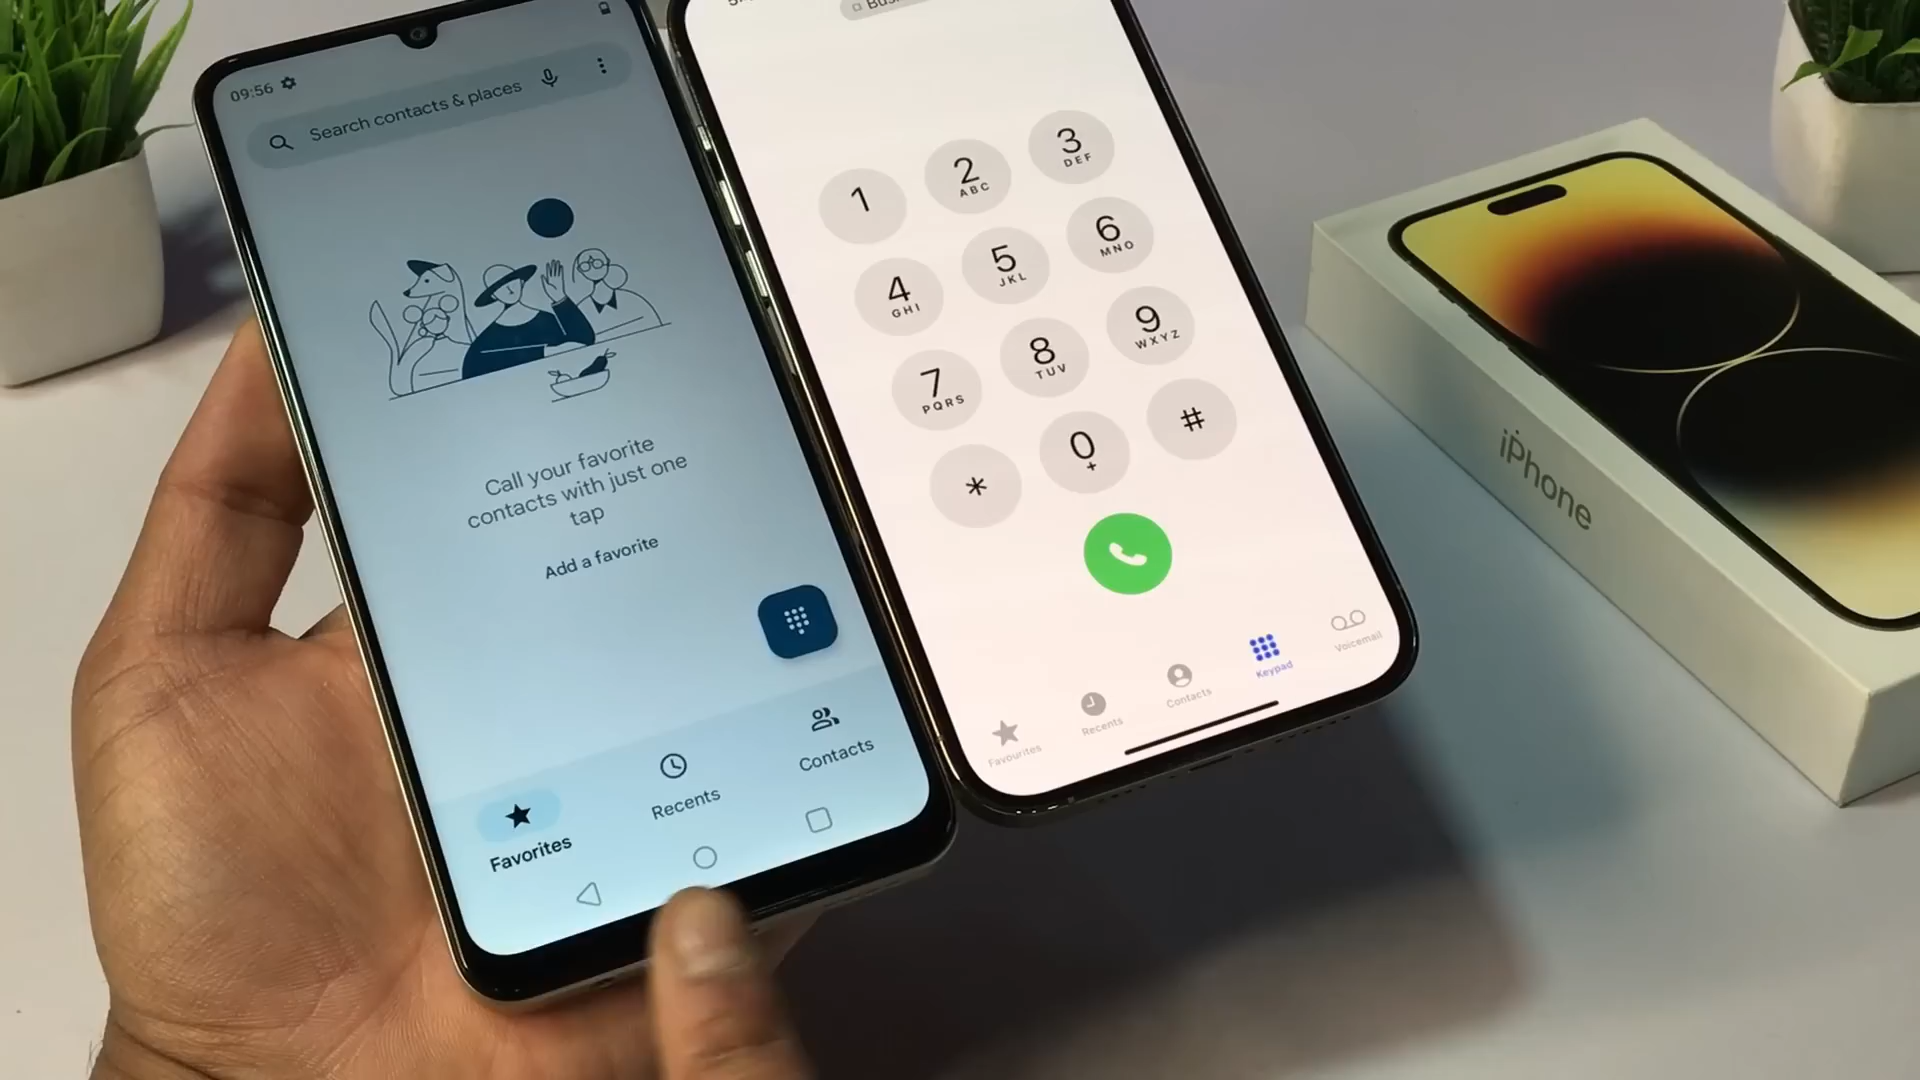 09:56
Search contacts & places
Call your favorite
contacts with just one
tap
Add a favorite
Favorites
Recents
Contacts
1
2
ABC
3
DEF
4
GHI
5
JKL
6
MNO
7
PQRS
8
TUV
9
WXYZ
*
0
+
#
Favourites
Recents
Contacts
Keypad
Voicemail
iPhone